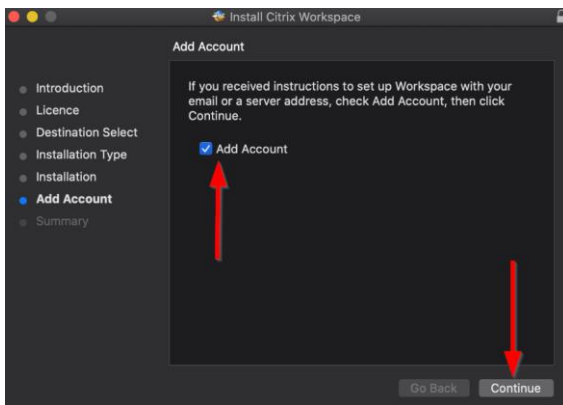 Install Citrix Workspace
Add Account
Introduction
Licence
Destination Select
Installation Type
Installation
Add Account
Summary
If you received instructions to set up Workspace with your
email or a server address, check Add Account, then click
Continue.
Add Account
Go Back
Continue